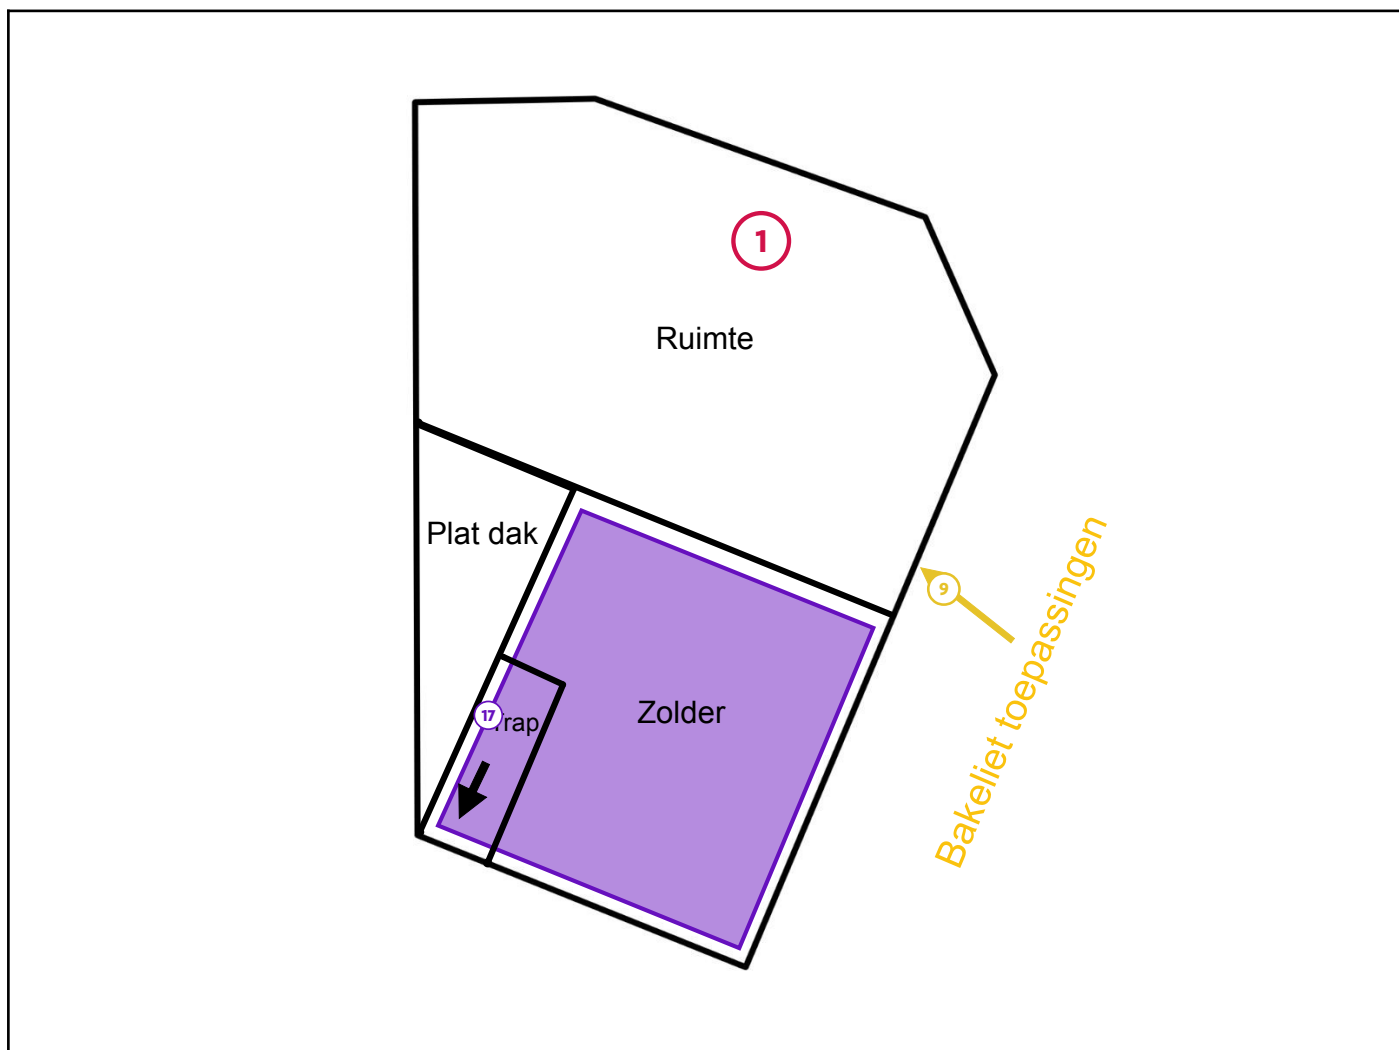 1
Ruimte
Plat dak
9
Bakeliet toepassingen
Zolder
17
Trap